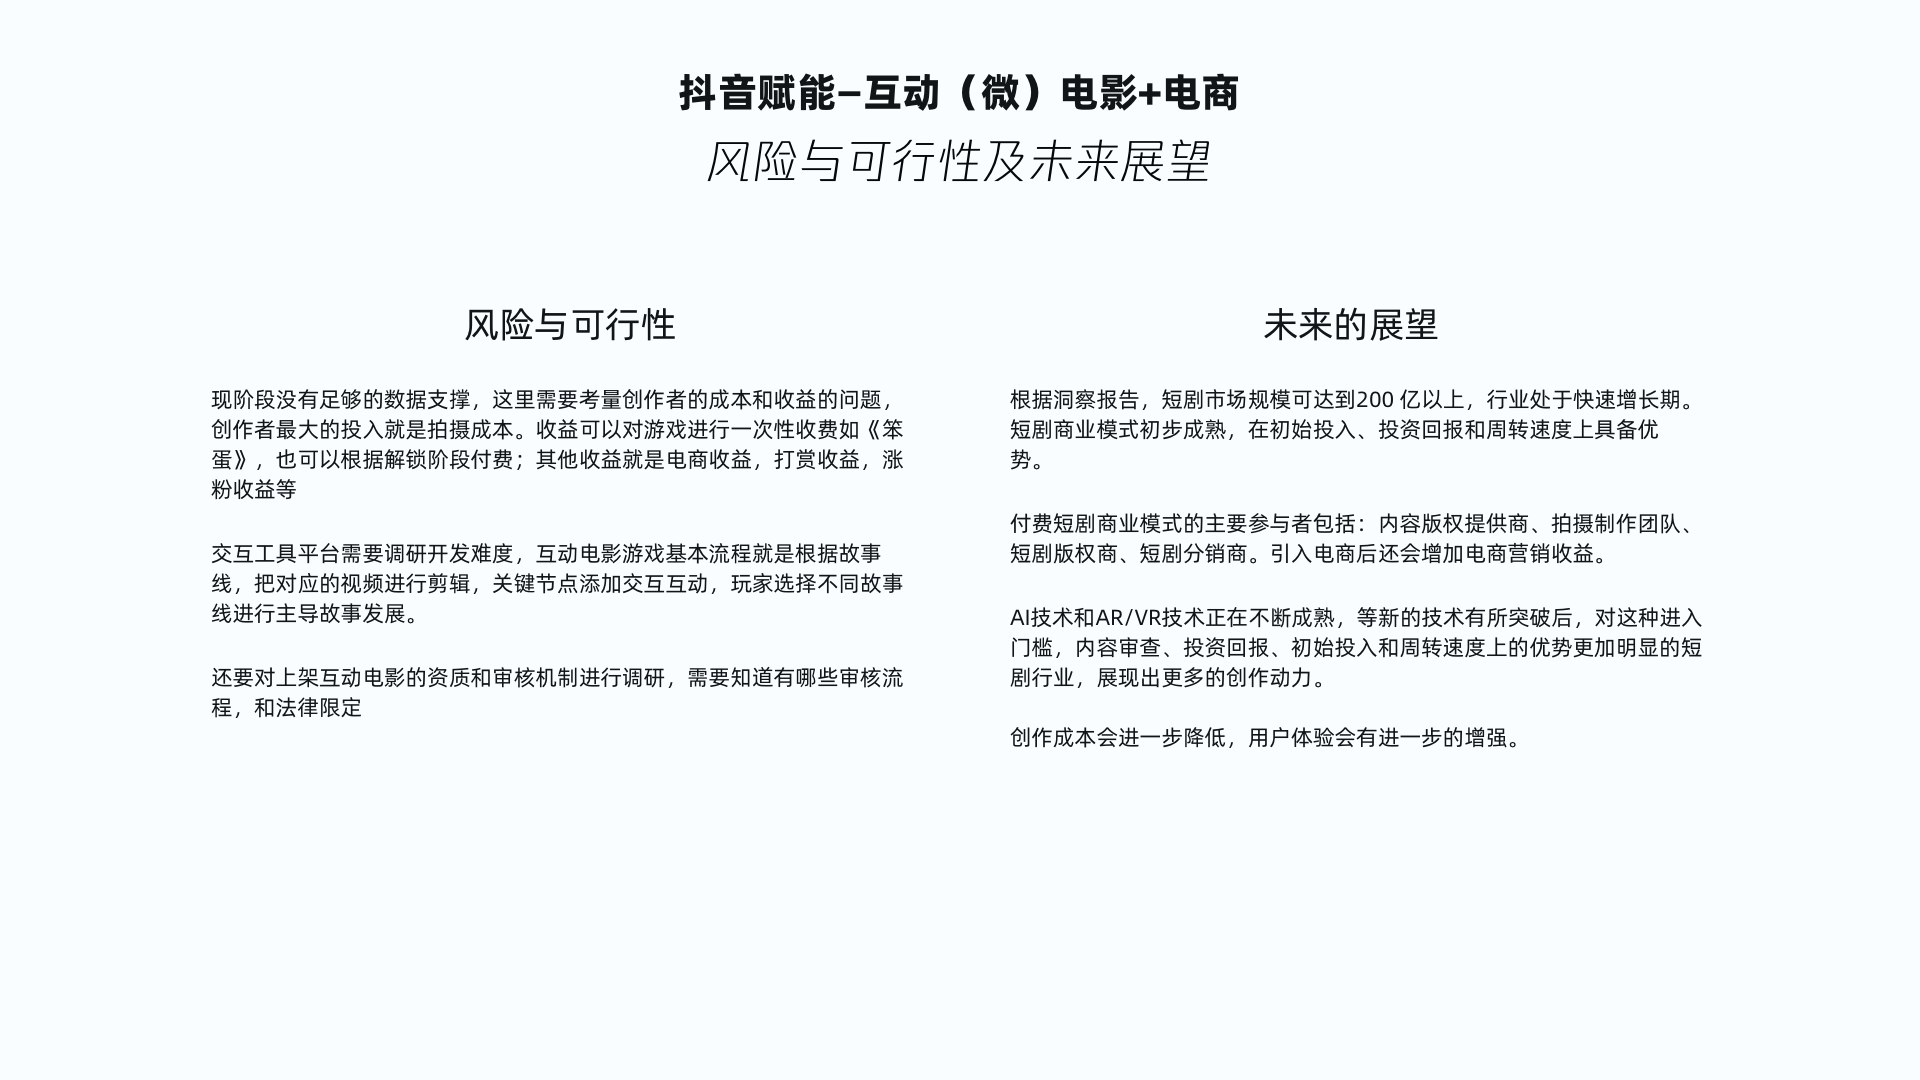 抖音赋能–互动（微）电影+电商
风险与可行性及未来展望
风险与可行性
现阶段没有足够的数据支撑，这里需要考量创作者的成本和收益的问题，
创作者最大的投入就是拍摄成本。收益可以对游戏进行一次性收费如《笨
蛋》，也可以根据解锁阶段付费；其他收益就是电商收益，打赏收益，涨
粉收益等
交互工具平台需要调研开发难度，互动电影游戏基本流程就是根据故事
线，把对应的视频进行剪辑，关键节点添加交互互动，玩家选择不同故事
线进行主导故事发展。
还要对上架互动电影的资质和审核机制进行调研，需要知道有哪些审核流
程，和法律限定
未来的展望
根据洞察报告，短剧市场规模可达到200 亿以上，行业处于快速增长期。
短剧商业模式初步成熟，在初始投入、投资回报和周转速度上具备优
势。
付费短剧商业模式的主要参与者包括：内容版权提供商、拍摄制作团队、
短剧版权商、短剧分销商。引入电商后还会增加电商营销收益。
AI技术和AR/VR技术正在不断成熟，等新的技术有所突破后，对这种进入
门槛，内容审查、投资回报、初始投入和周转速度上的优势更加明显的短
剧行业，展现出更多的创作动力。
创作成本会进一步降低，用户体验会有进一步的增强。